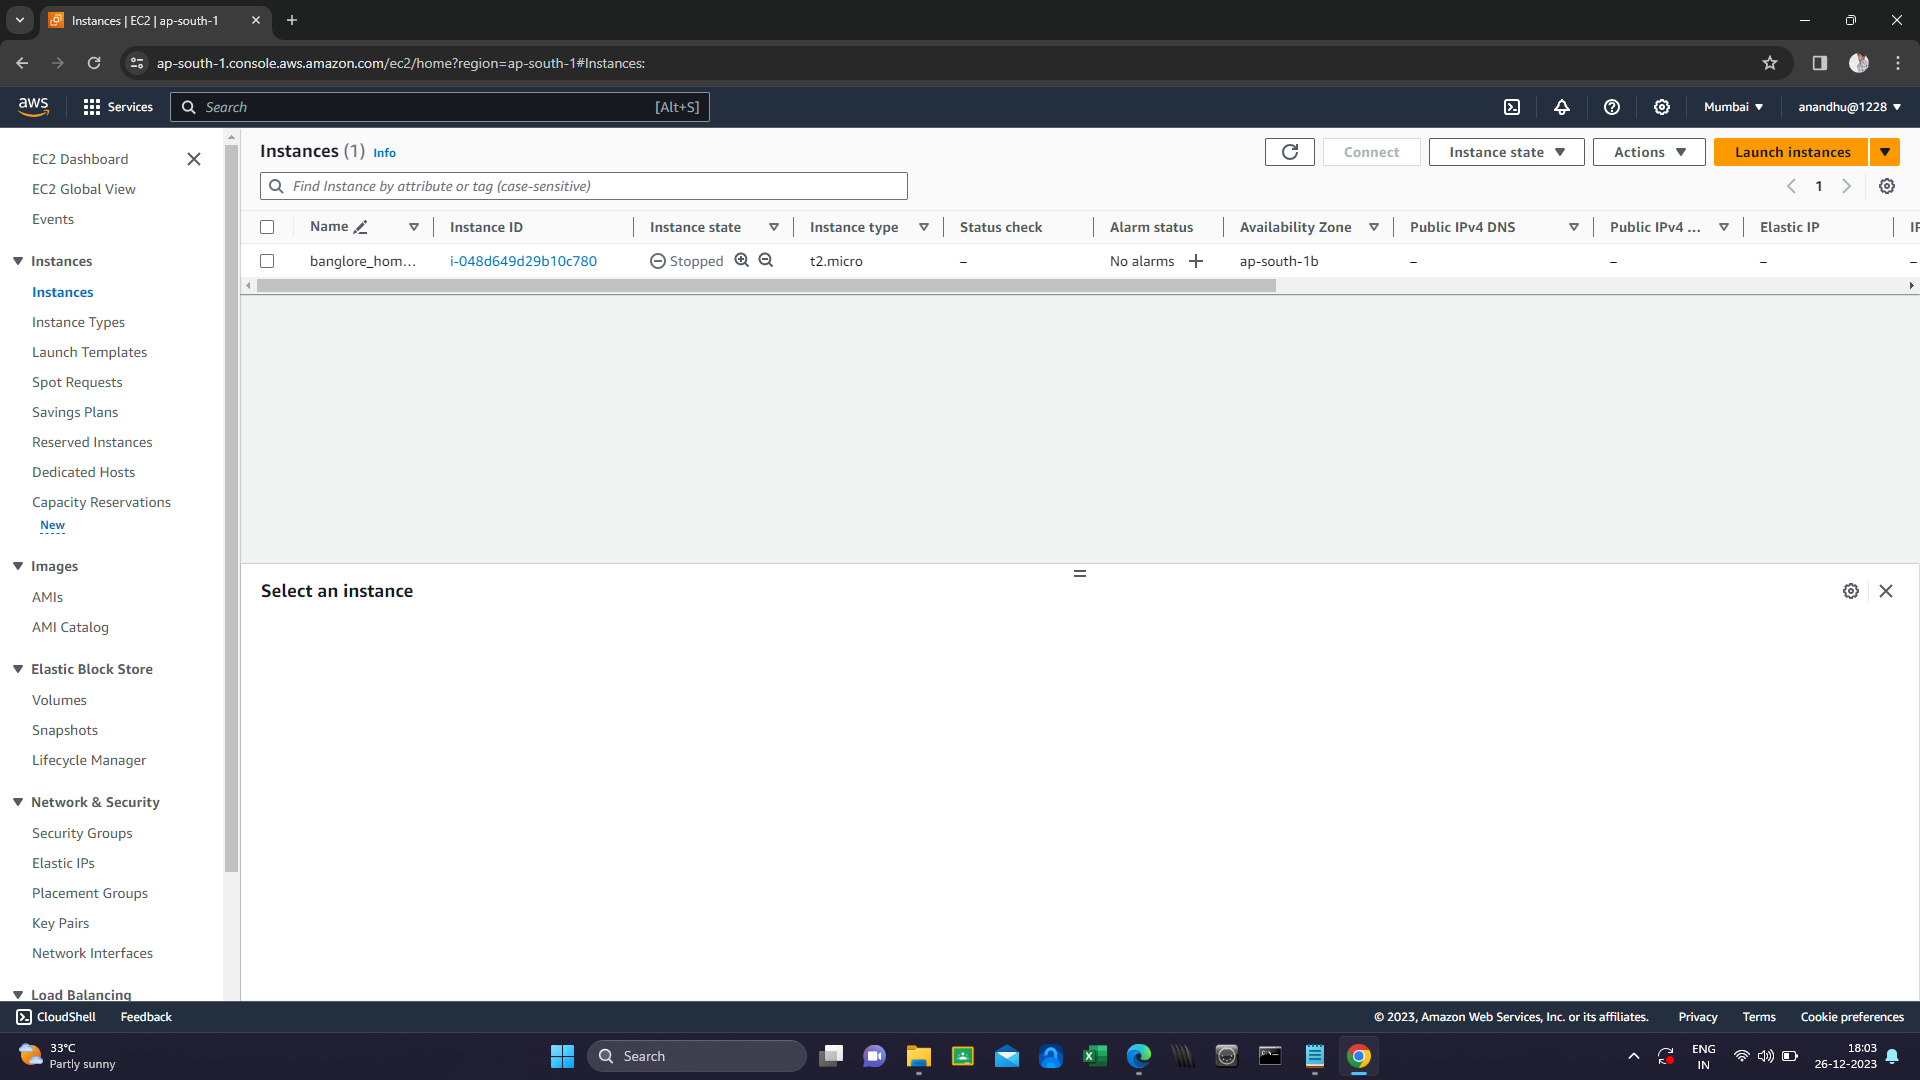 Instances | EC2 | ap-south-1
ap-south-1.console.aws.amazon.com/ec2/home?region=ap-south-1#Instances:
aws
Services
Search
[Alt+S]
Mumbai
anandhu@1228
EC2 Dashboard
EC2 Global View
Events
Instances
Instances
Instance Types
Launch Templates
Spot Requests
Savings Plans
Reserved Instances
Dedicated Hosts
Capacity Reservations
New
Images
AMIs
AMI Catalog
Elastic Block Store
Volumes
Snapshots
Lifecycle Manager
Network & Security
Security Groups
Elastic IPs
Placement Groups
Key Pairs
Network Interfaces
Load Balancing
Instances (1) Info
Connect
Instance state
Actions
Launch instances
Find Instance by attribute or tag (case-sensitive)
1
Name
Instance ID
Instance state
Instance type
Status check
Alarm status
Availability Zone
Public IPv4 DNS
Public IPv4 ...
Elastic IP
banglore_hom...
i-048d649d29b10c780
Stopped
t2.micro
–
No alarms
ap-south-1b
–
–
–
–
Select an instance
CloudShell
Feedback
© 2023, Amazon Web Services, Inc. or its affiliates.
Privacy
Terms
Cookie preferences
33°C
Partly sunny
Search
ENG
IN
18:03
26-12-2023